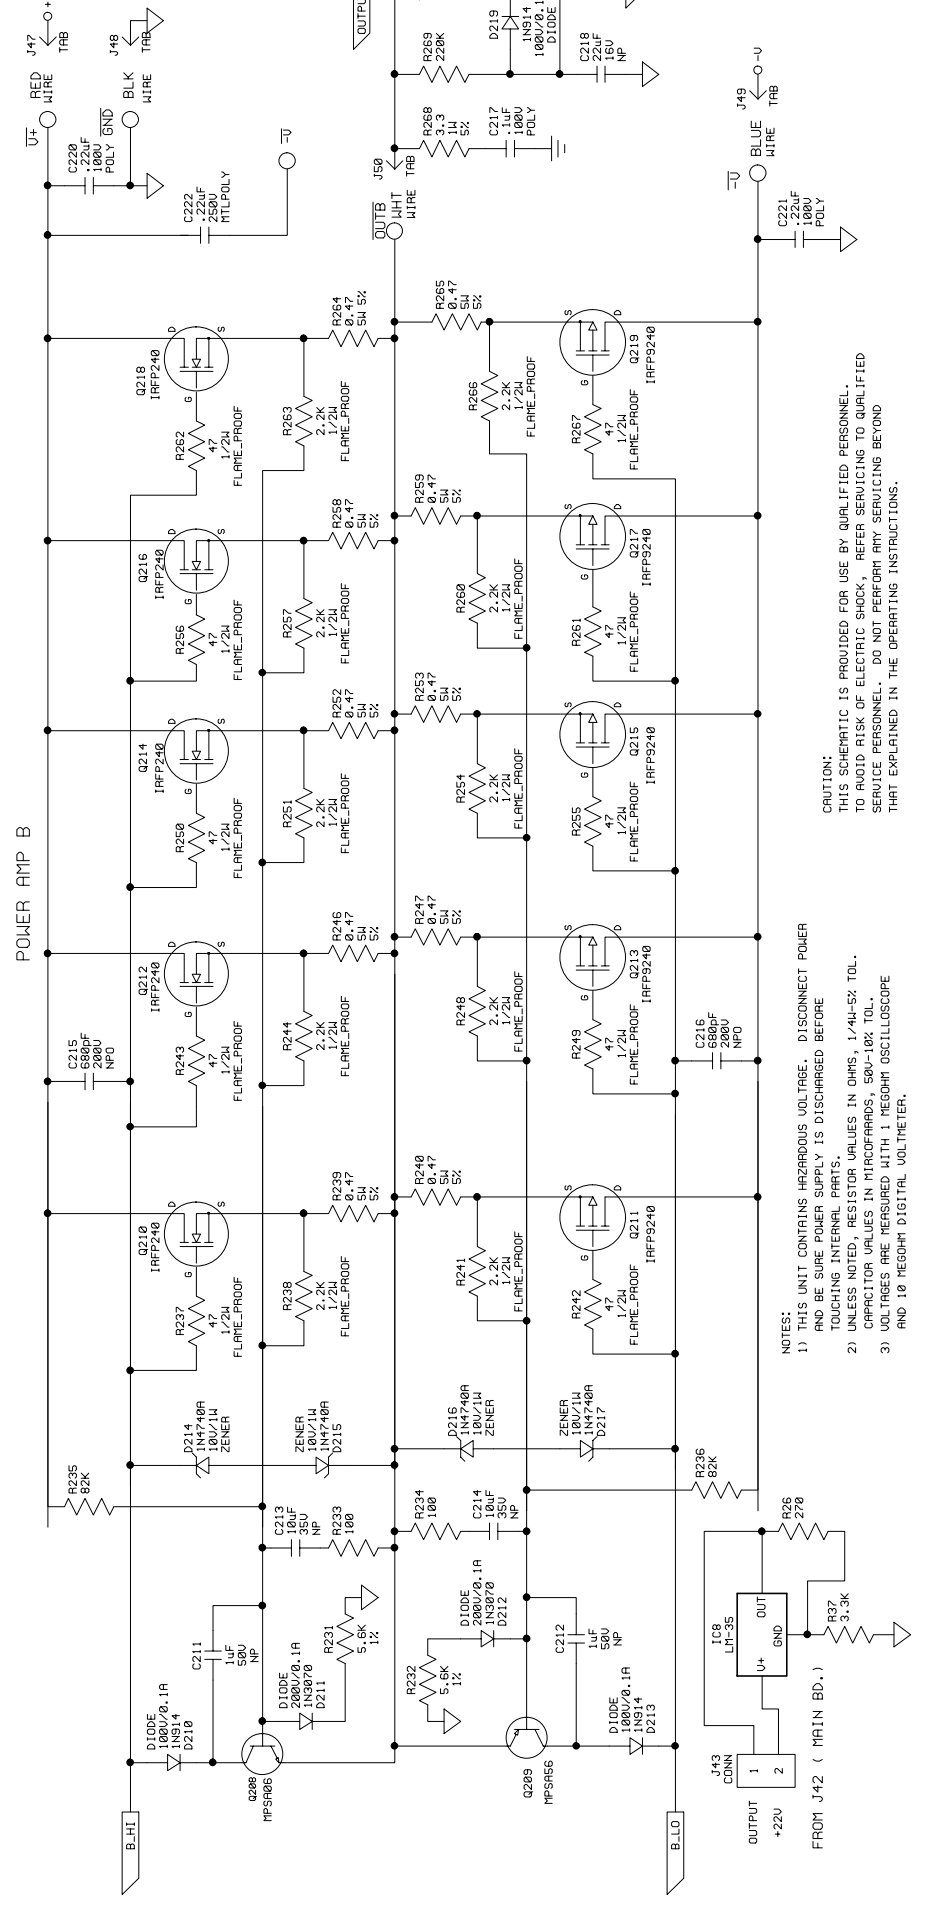 POWER AMP B
B_HI
B_LO
DIODE
100V/0.1A
1N914
D210
Q208
MPSA06
C211
1uF
50V
NP
DIODE
200V/0.1A
1N3070
D211
R231
5.6K
1%
R232
5.6K
1%
DIODE
200V/0.1A
1N3070
D212
Q209
MPSA56
C212
1uF
50V
NP
DIODE
100V/0.1A
1N914
D213
R235
82K
C213
10uF
35V
NP
R233
100
R234
100
C214
10uF
35V
NP
R236
82K
D214
1N4740A
10V/1W
ZENER
ZENER
10V/1W
1N4740A
D215
D216
1N4740A
10V/1W
ZENER
ZENER
10V/1W
1N4740A
D217
Q210
IRFP240
D
S
G
R237
47
1/2W
FLAME_PROOF
R238
2.2K
1/2W
FLAME_PROOF
R239
0.47
5W
5%
R240
0.47
5W
5%
R241
2.2K
1/2W
FLAME_PROOF
R242
47
1/2W
FLAME_PROOF
S
D
G
Q211
IRFP9240
C215
680pF
200V
NPO
Q212
IRFP240
D
S
G
R243
47
1/2W
FLAME_PROOF
R244
2.2K
1/2W
FLAME_PROOF
R246
0.47
5W
5%
R247
0.47
5W
5%
R248
2.2K
1/2W
FLAME_PROOF
R249
47
1/2W
FLAME_PROOF
S
D
G
Q213
IRFP9240
C216
680pF
200V
NPO
Q214
IRFP240
D
S
G
R250
47
1/2W
FLAME_PROOF
R251
2.2K
1/2W
FLAME_PROOF
R252
0.47
5W
5%
R253
0.47
5W
5%
R254
2.2K
1/2W
FLAME_PROOF
R255
47
1/2W
FLAME_PROOF
S
D
G
Q215
IRFP9240
Q216
IRFP240
D
S
G
R256
47
1/2W
FLAME_PROOF
R257
2.2K
1/2W
FLAME_PROOF
R258
0.47
5W
5%
R259
0.47
5W
5%
R260
2.2K
1/2W
FLAME_PROOF
R261
47
1/2W
FLAME_PROOF
S
D
G
Q217
IRFP9240
Q218
IRFP240
D
S
G
R262
47
1/2W
FLAME_PROOF
R263
2.2K
1/2W
FLAME_PROOF
R264
0.47
5W 5%
R265
0.47
5W
5%
R266
2.2K
1/2W
FLAME_PROOF
R267
47
1/2W
FLAME_PROOF
S
D
G
Q219
IRFP9240
V+
RED
WIRE
J47
TAB
+
GND
BLK
WIRE
J48
TAB
C220
.22uF
100V
POLY
C222
.22uF
250V
MTLPOLY
-V
OUTB
WHT
WIRE
J50
TAB
R268
3.3
1W
5%
C217
.1uF
100V
POLY
R269
220K
D219
1N914
100V/0.1
DIODE
C218
22uF
16V
NP
OUTPU
-V
BLUE
WIRE
J49
TAB
-V
C221
.22uF
100V
POLY
J43
CONN
1
2
OUTPUT
+22V
FROM J42 ( MAIN BD.)
IC8
LM-35
V+
OUT
GND
R26
270
R37
3.3K
NOTES:
1) THIS UNIT CONTAINS HAZARDOUS VOLTAGE. DISCONNECT POWER
AND BE SURE POWER SUPPLY IS DISCHARGED BEFORE
TOUCHING INTERNAL PARTS.
2) UNLESS NOTED, RESISTOR VALUES IN OHMS, 1/4W-5% TOL.
CAPACITOR VALUES IN MIRCOFARADS, 50V-10% TOL.
3) VOLTAGES ARE MEASURED WITH 1 MEGOHM OSCILLOSCOPE
AND 10 MEGOHM DIGITAL VOLTMETER.
CAUTION:
THIS SCHEMATIC IS PROVIDED FOR USE BY QUALIFIED PERSONNEL.
TO AVOID RISK OF ELECTRIC SHOCK, REFER SERVICING TO QUALIFIED
SERVICE PERSONNEL. DO NOT PERFORM ANY SERVICING BEYOND
THAT EXPLAINED IN THE OPERATING INSTRUCTIONS.